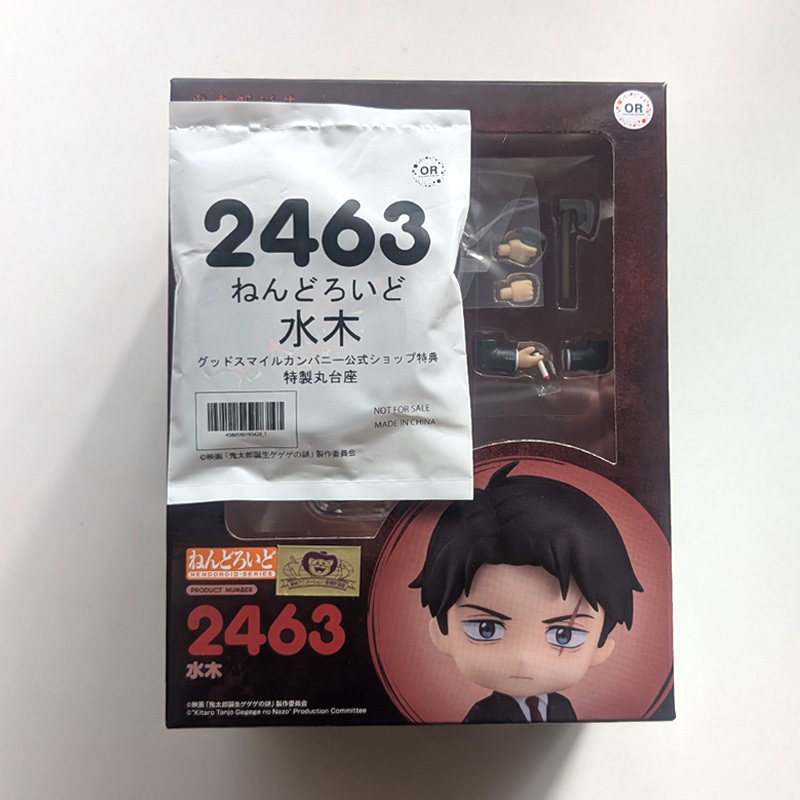 OR
OR
2463
ねんどろいど
水木
グッドスマイルカンパニー公式ショップ特典
特製丸台座
NOT FOR SALE
MADE IN CHINA
©映画「鬼太郎誕生ゲゲゲの謎」製作委員会
ねんどろいど
NENDOROID-SERIES
PRODUCT NUMBER
2463
水木
©映画「鬼太郎誕生ゲゲゲの謎」製作委員会
©"Kitaro Tanjo Gegege no Nazo" Production Committee